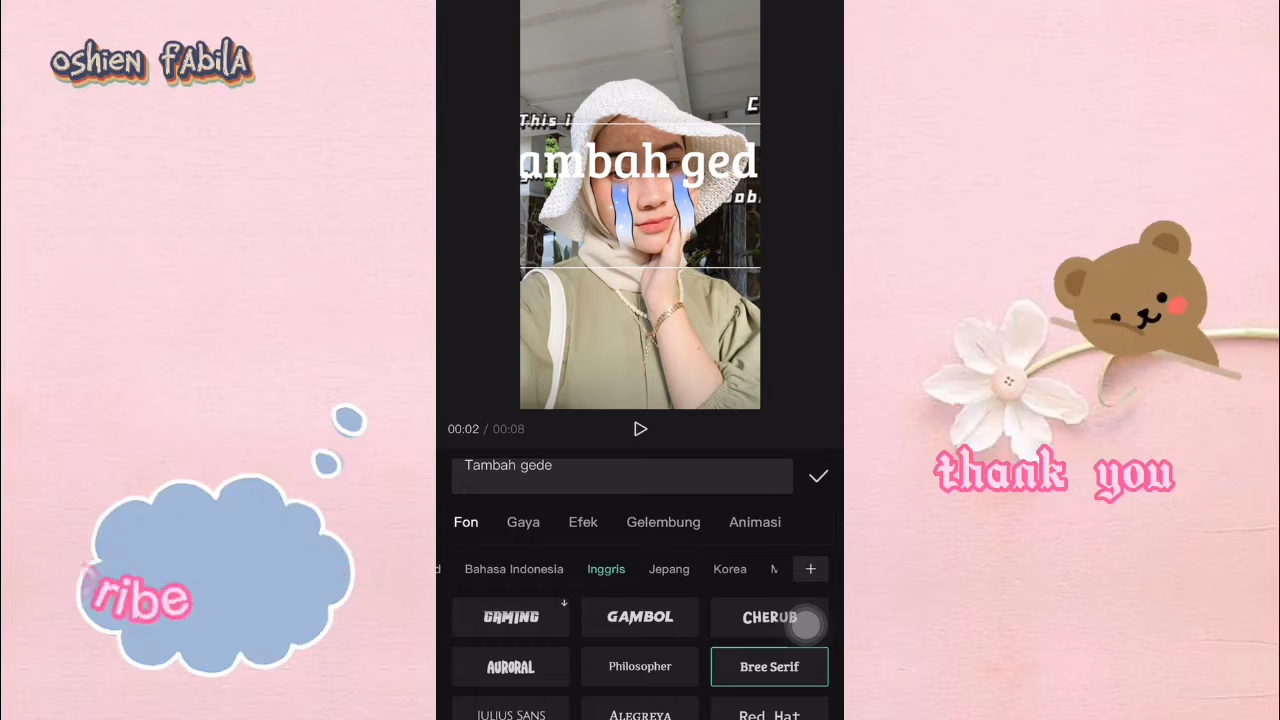 oshien fAbilA
This i
C
ambah ged
ob
00:02 / 00:08
Tambah gede
Fon Gaya Efek Gelembung Animasi
d Bahasa Indonesia Inggris Jepang Korea M +
GAMING GAMBOL CHERUB
AURORAL Philosopher Bree Serif
JULIUS SANS ALEGREYA Red Hat
thank you
ribe